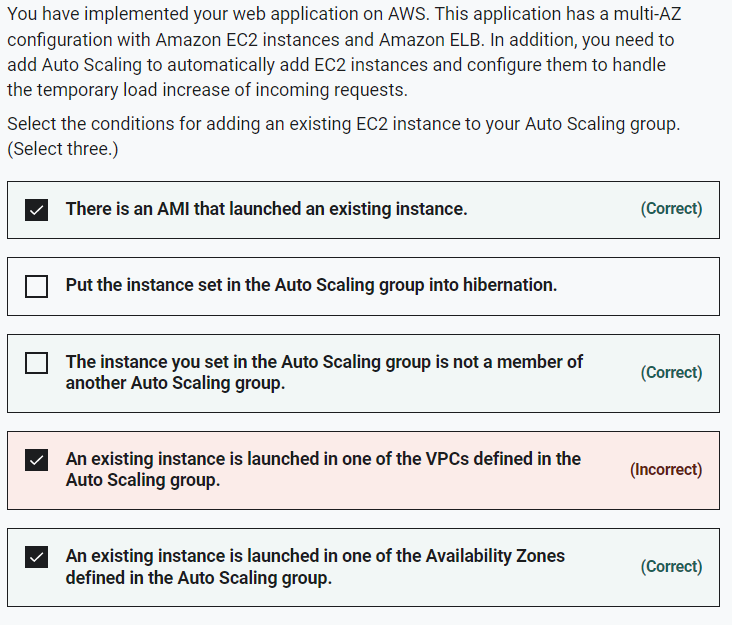 You have implemented your web application on AWS. This application has a multi-AZ
configuration with Amazon EC2 instances and Amazon ELB. In addition, you need to
add Auto Scaling to automatically add EC2 instances and configure them to handle
the temporary load increase of incoming requests.
Select the conditions for adding an existing EC2 instance to your Auto Scaling group.
(Select three.)
There is an AMI that launched an existing instance. (Correct)
Put the instance set in the Auto Scaling group into hibernation.
The instance you set in the Auto Scaling group is not a member of
another Auto Scaling group.
(Correct)
An existing instance is launched in one of the VPCs defined in the
Auto Scaling group.
(Incorrect)
An existing instance is launched in one of the Availability Zones
defined in the Auto Scaling group.
(Correct)